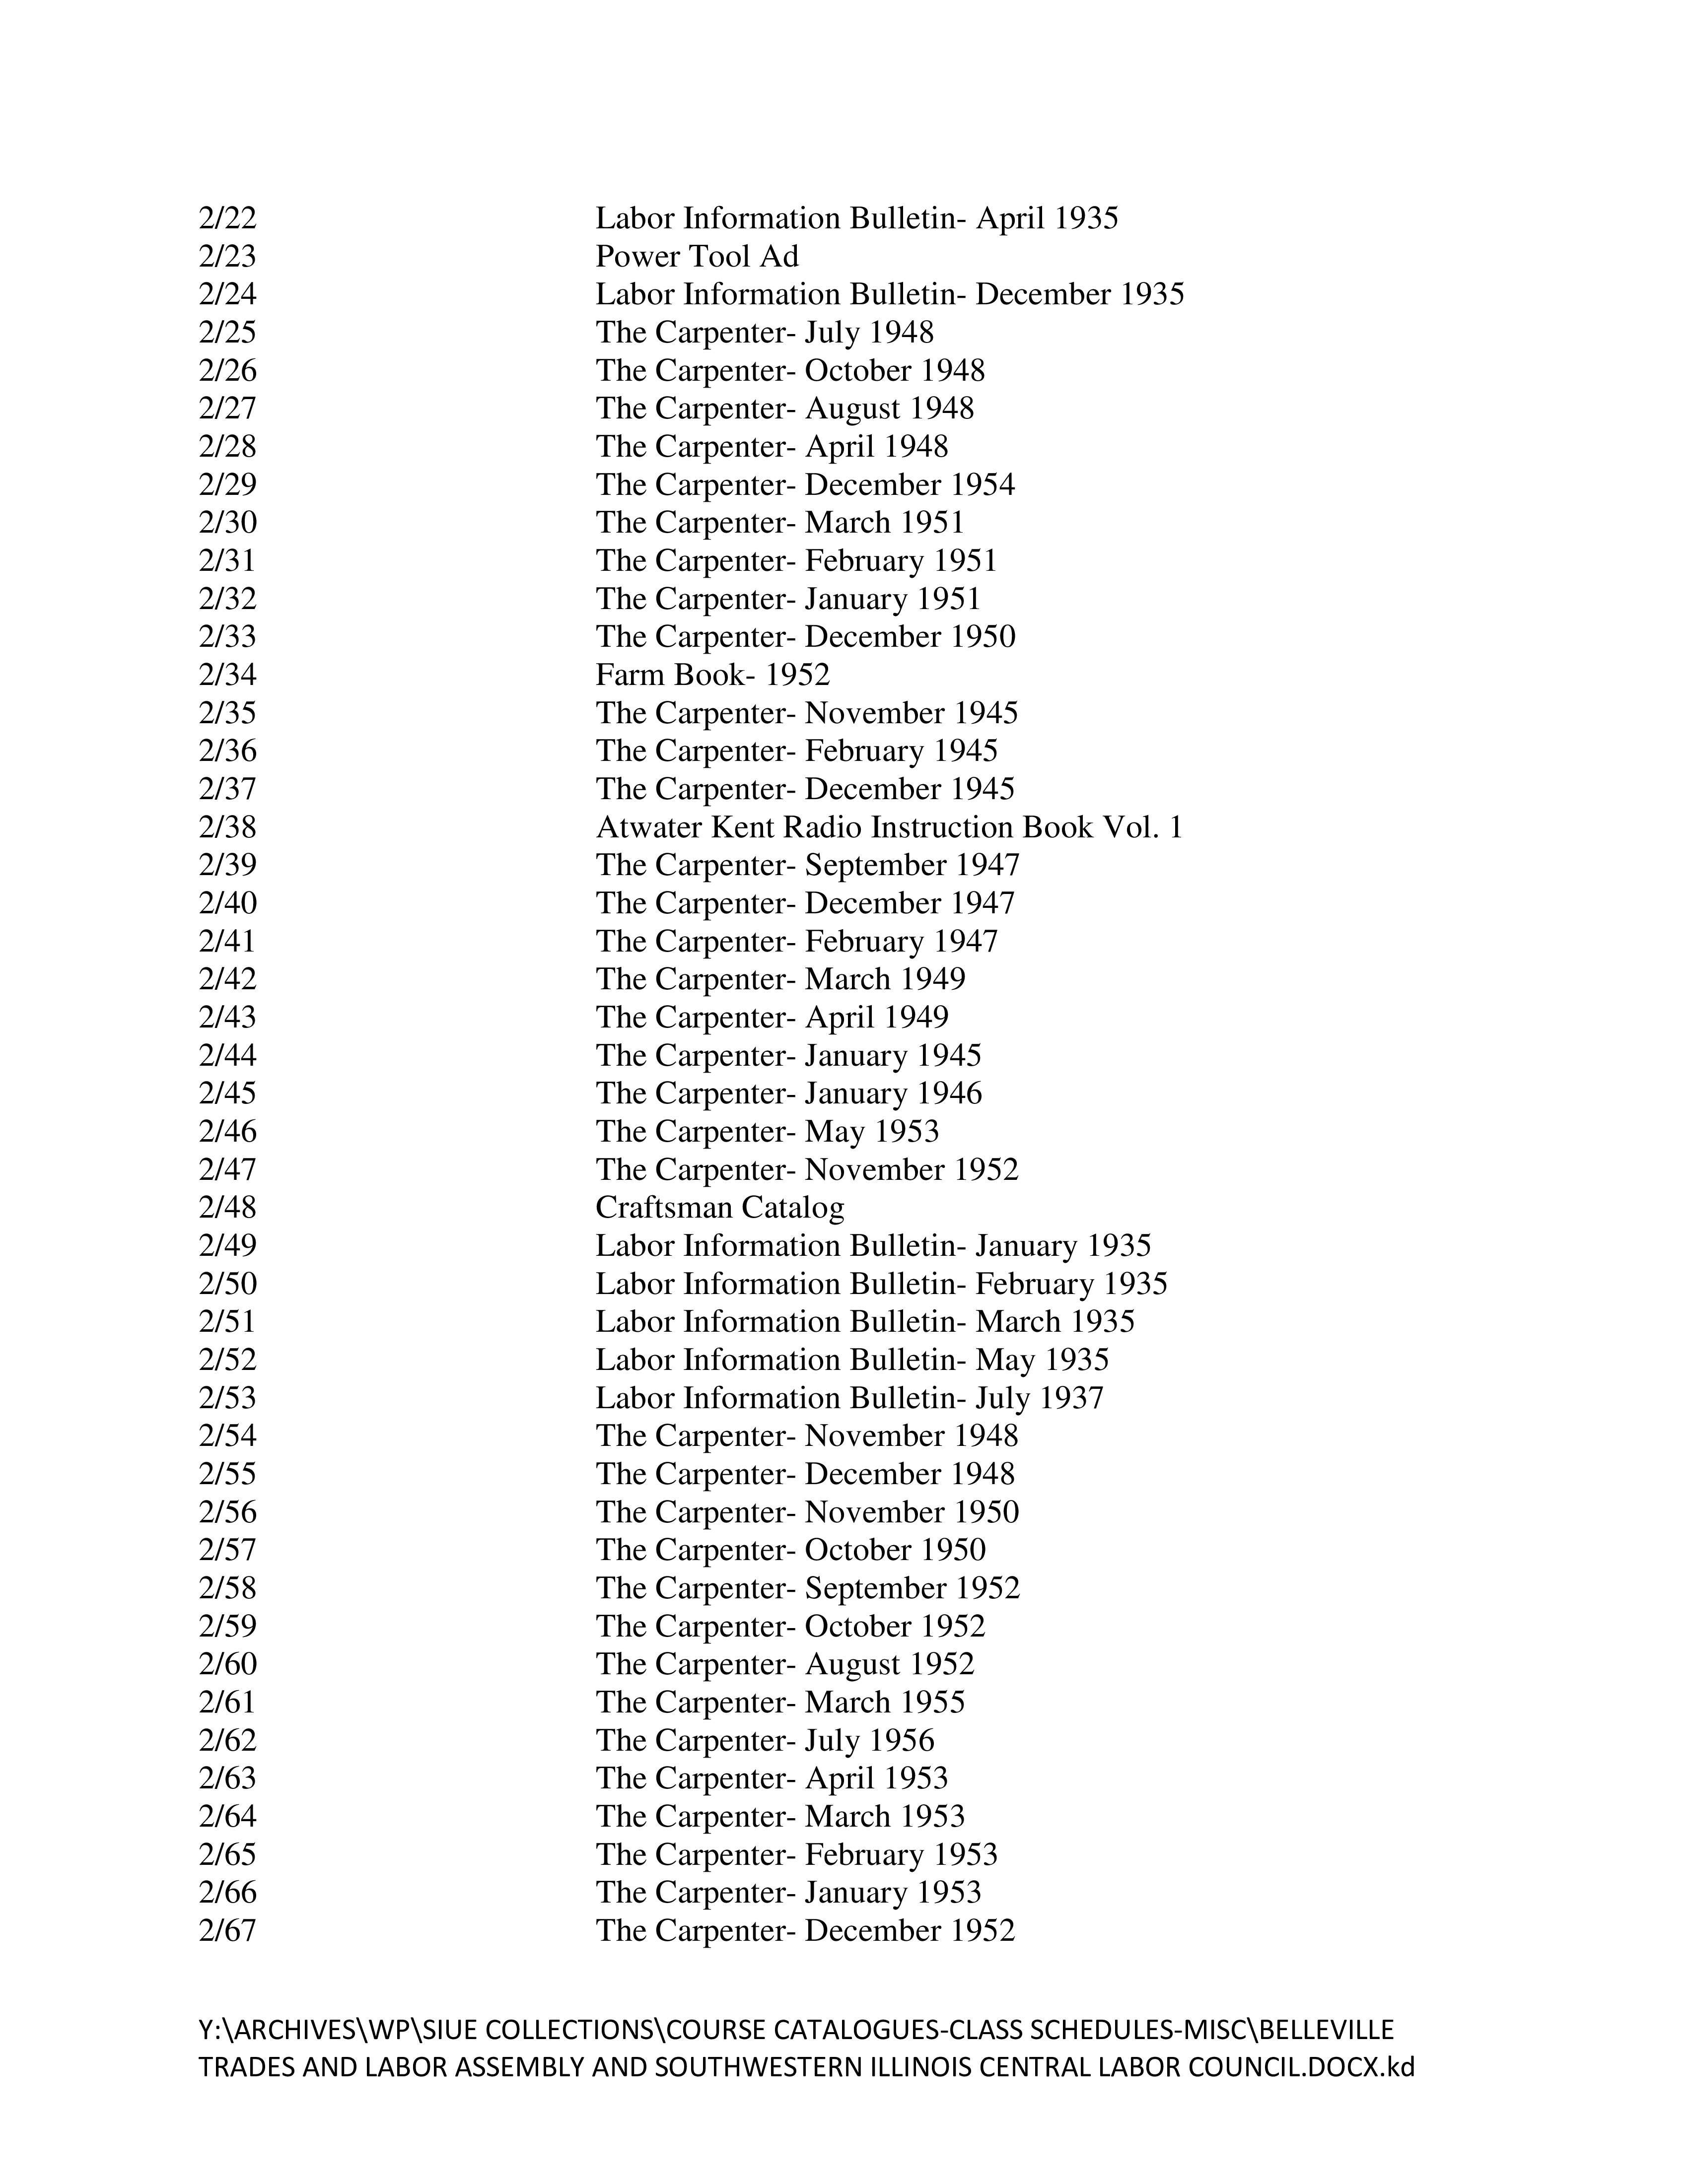 2/22 Labor Information Bulletin- April 1935
2/23 Power Tool Ad
2/24 Labor Information Bulletin- December 1935
2/25 The Carpenter- July 1948
2/26 The Carpenter- October 1948
2/27 The Carpenter- August 1948
2/28 The Carpenter- April 1948
2/29 The Carpenter- December 1954
2/30 The Carpenter- March 1951
2/31 The Carpenter- February 1951
2/32 The Carpenter- January 1951
2/33 The Carpenter- December 1950
2/34 Farm Book- 1952
2/35 The Carpenter- November 1945
2/36 The Carpenter- February 1945
2/37 The Carpenter- December 1945
2/38 Atwater Kent Radio Instruction Book Vol. 1
2/39 The Carpenter- September 1947
2/40 The Carpenter- December 1947
2/41 The Carpenter- February 1947
2/42 The Carpenter- March 1949
2/43 The Carpenter- April 1949
2/44 The Carpenter- January 1945
2/45 The Carpenter- January 1946
2/46 The Carpenter- May 1953
2/47 The Carpenter- November 1952
2/48 Craftsman Catalog
2/49 Labor Information Bulletin- January 1935
2/50 Labor Information Bulletin- February 1935
2/51 Labor Information Bulletin- March 1935
2/52 Labor Information Bulletin- May 1935
2/53 Labor Information Bulletin- July 1937
2/54 The Carpenter- November 1948
2/55 The Carpenter- December 1948
2/56 The Carpenter- November 1950
2/57 The Carpenter- October 1950
2/58 The Carpenter- September 1952
2/59 The Carpenter- October 1952
2/60 The Carpenter- August 1952
2/61 The Carpenter- March 1955
2/62 The Carpenter- July 1956
2/63 The Carpenter- April 1953
2/64 The Carpenter- March 1953
2/65 The Carpenter- February 1953
2/66 The Carpenter- January 1953
2/67 The Carpenter- December 1952
Y:\ARCHIVES\WP\SIUE COLLECTIONS\COURSE CATALOGUES-CLASS SCHEDULES-MISC\BELLEVILLE
TRADES AND LABOR ASSEMBLY AND SOUTHWESTERN ILLINOIS CENTRAL LABOR COUNCIL.DOCX.kd